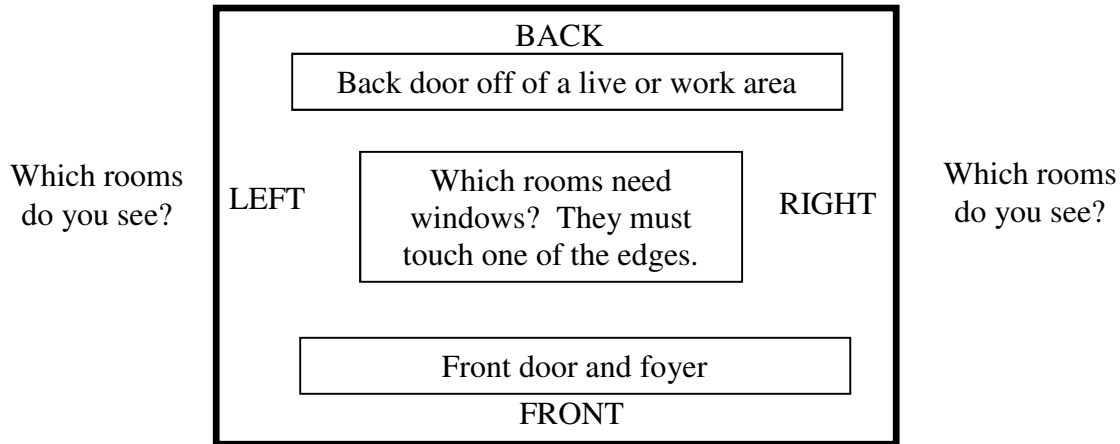 BACK
Back door off of a live or work area
Which rooms
do you see?
LEFT
Which rooms need
windows? They must
touch one of the edges.
RIGHT
Which rooms
do you see?
Front door and foyer
FRONT